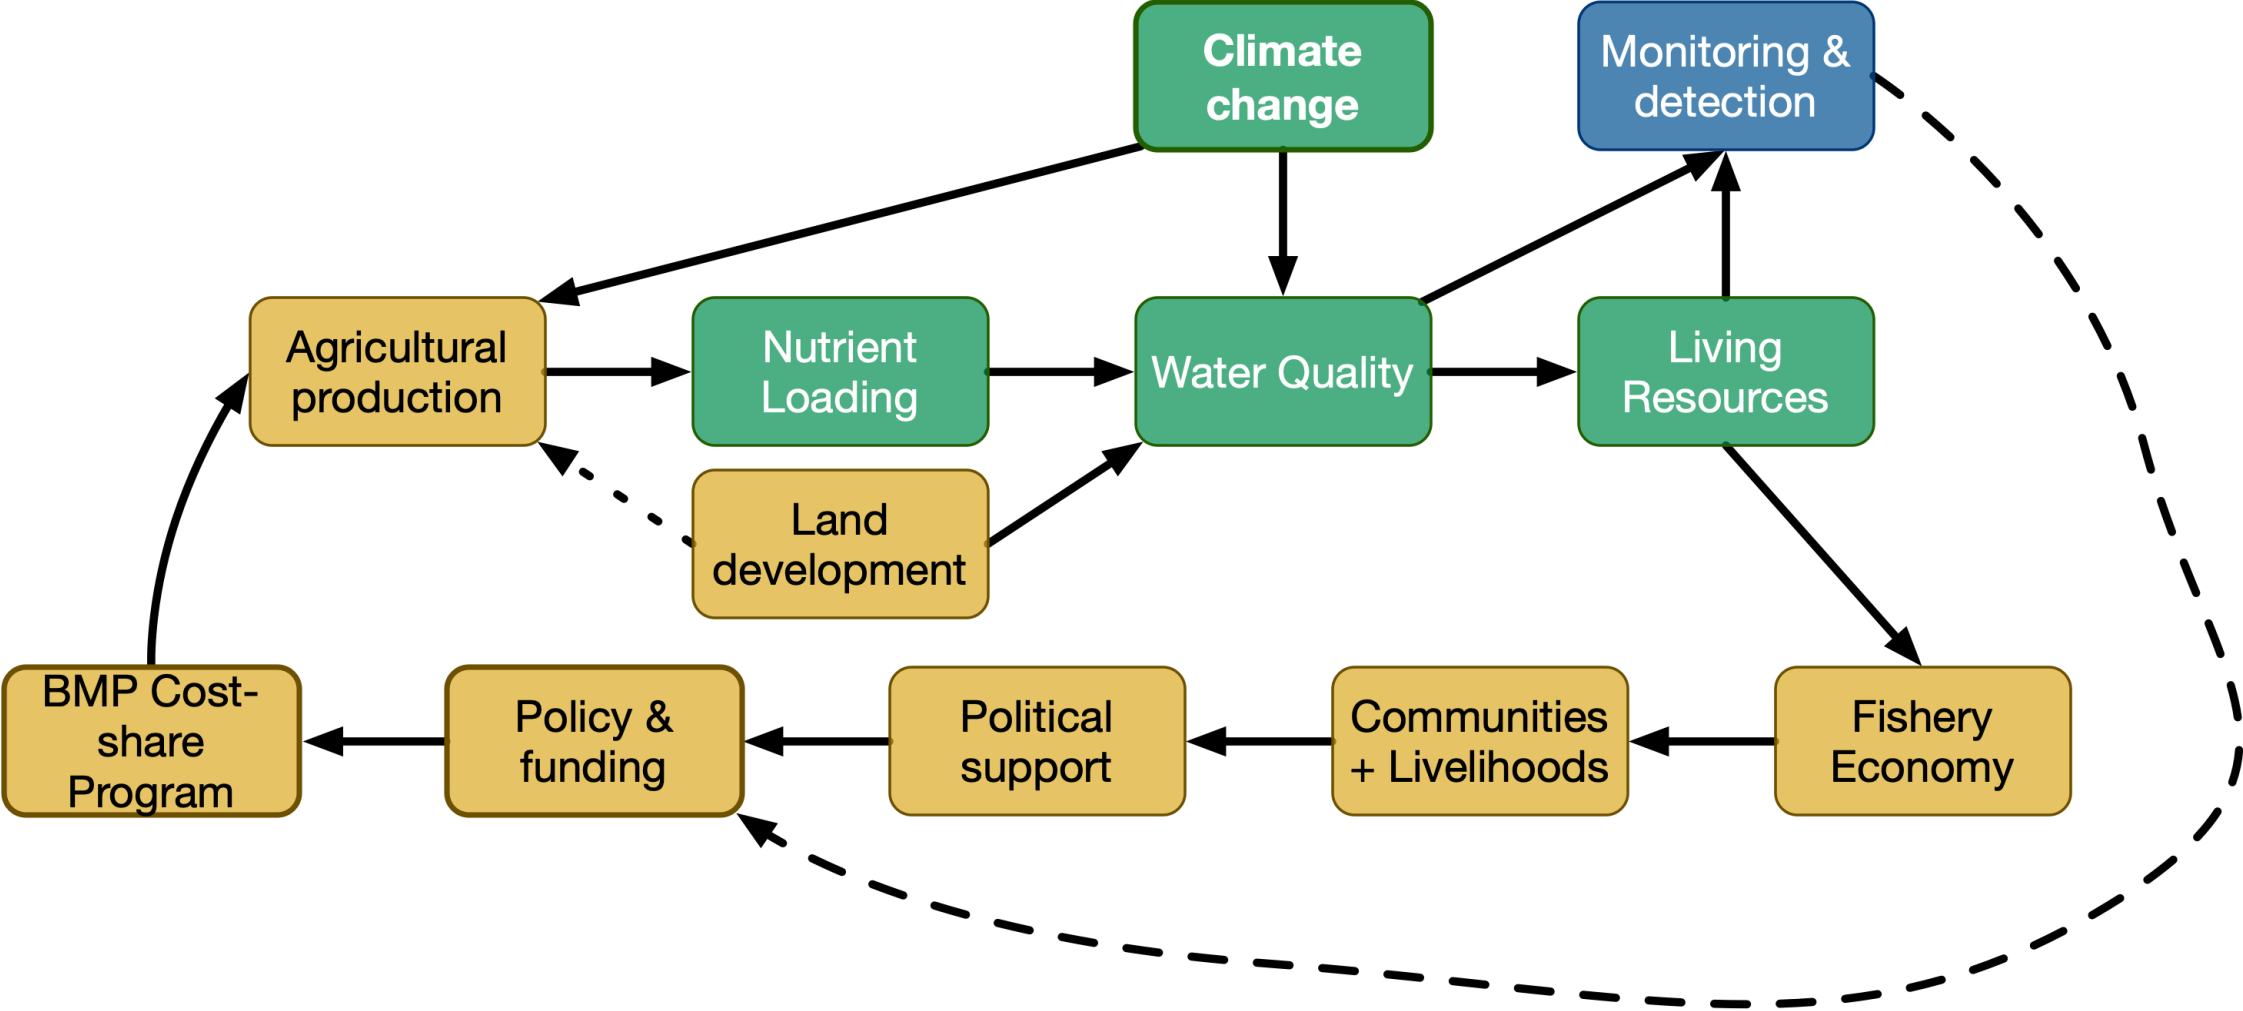 Climate
change
Monitoring &
detection
Agricultural
production
Nutrient
Loading
Water Quality
Living
Resources
Land
development
BMP Cost-
share
Program
Policy &
funding
Political
support
Communities
+ Livelihoods
Fishery
Economy